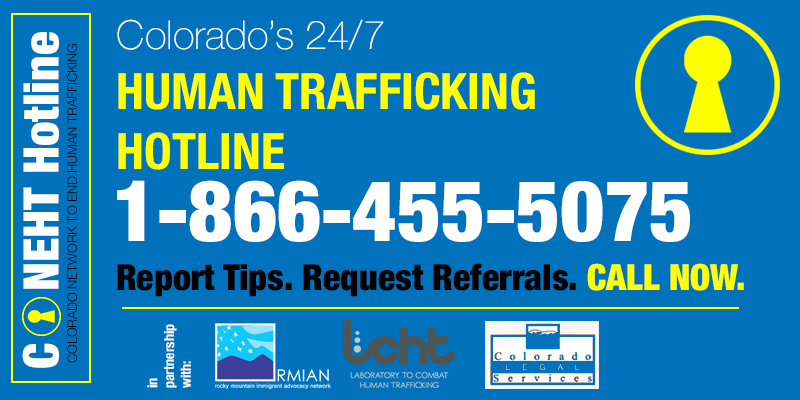 CONEHT Hotline
COLORADO NETWORK TO END HUMAN TRAFFICKING
Colorado's 24/7
HUMAN TRAFFICKING
HOTLINE
1-866-455-5075
Report Tips. Request Referrals. CALL NOW.
in
partnership
with:
RMIAN
rocky mountain immigrant advocacy network
lcht
LABORATORY TO COMBAT
HUMAN TRAFFICKING
Colorado
LEGAL
Services